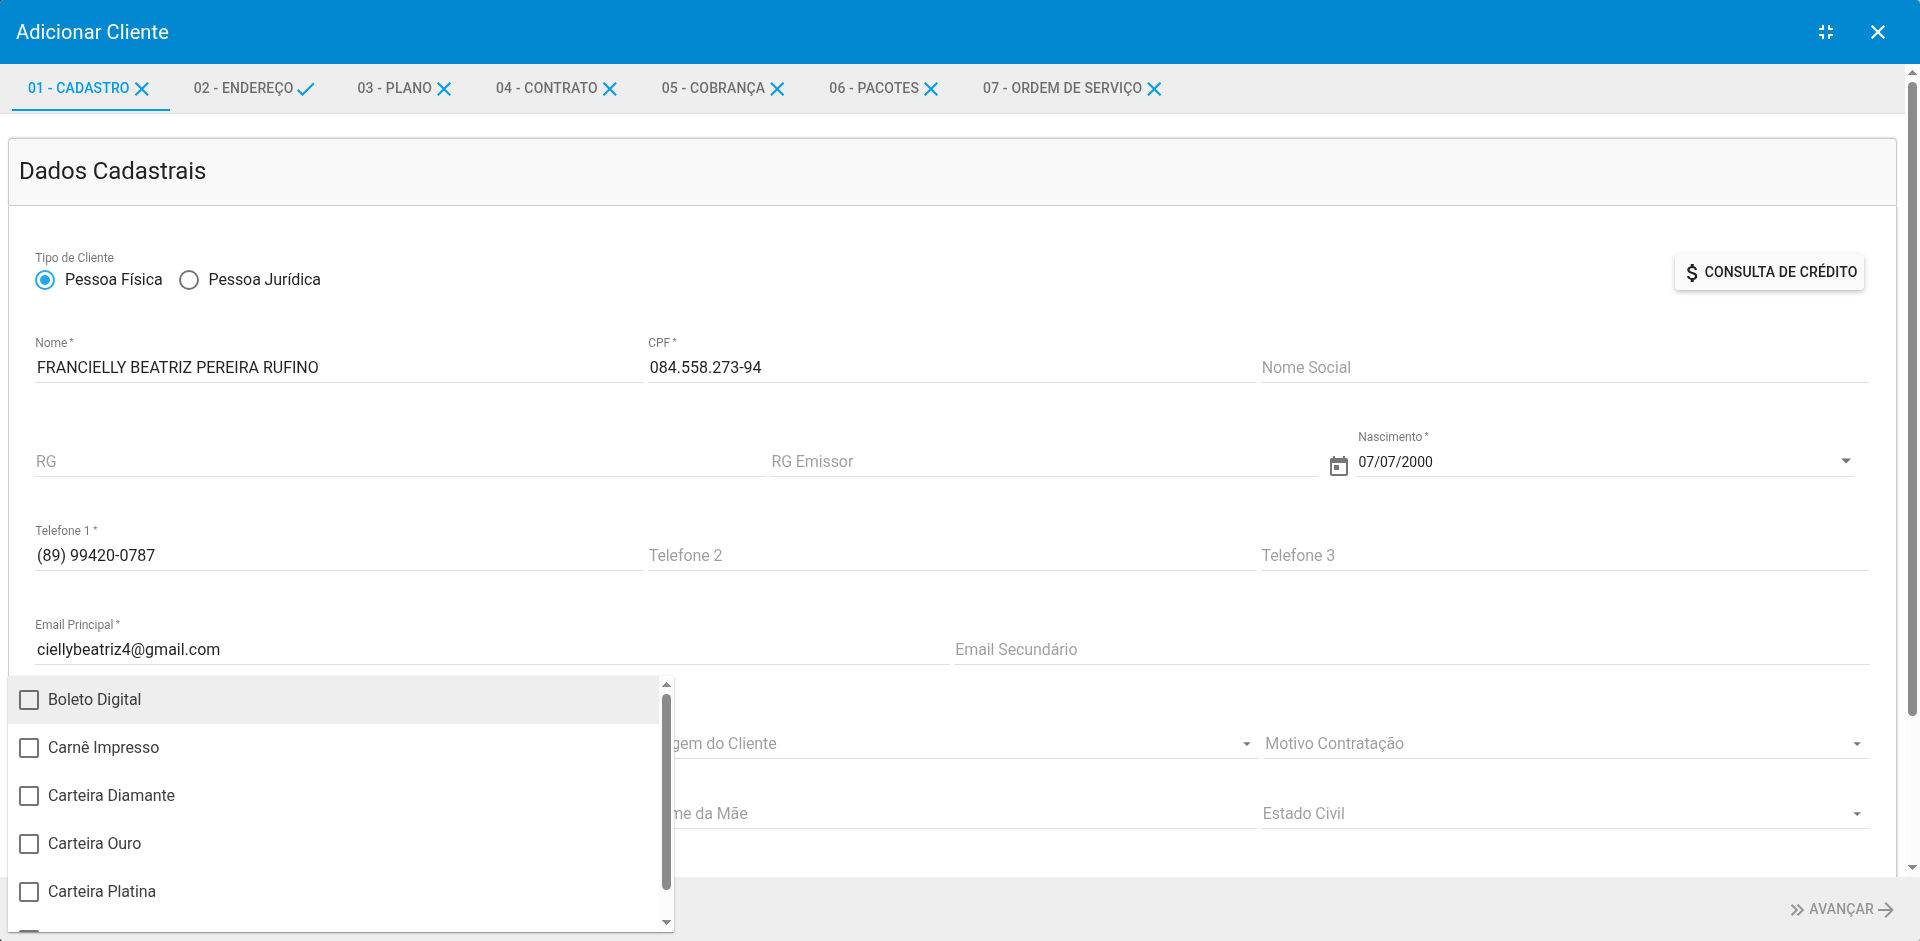 Adicionar Cliente
01 - CADASTRO 02 - ENDEREÇO 03 - PLANO 04 - CONTRATO 05 - COBRANÇA 06 - PACOTES 07 - ORDEM DE SERVIÇO
Dados Cadastrais
Tipo de Cliente
Pessoa Física Pessoa Jurídica
CONSULTA DE CRÉDITO
Nome * CPF *
FRANCIELLY BEATRIZ PEREIRA RUFINO 084.558.273-94 Nome Social
Nascimento *
RG RG Emissor 07/07/2000
Telefone 1 *
(89) 99420-0787 Telefone 2 Telefone 3
Email Principal *
ciellybeatriz4@gmail.com Email Secundário
Boleto Digital
gem do Cliente Motivo Contratação
Carnê Impresso
Carteira Diamante
me da Mãe Estado Civil
Carteira Ouro
Carteira Platina
AVANÇAR